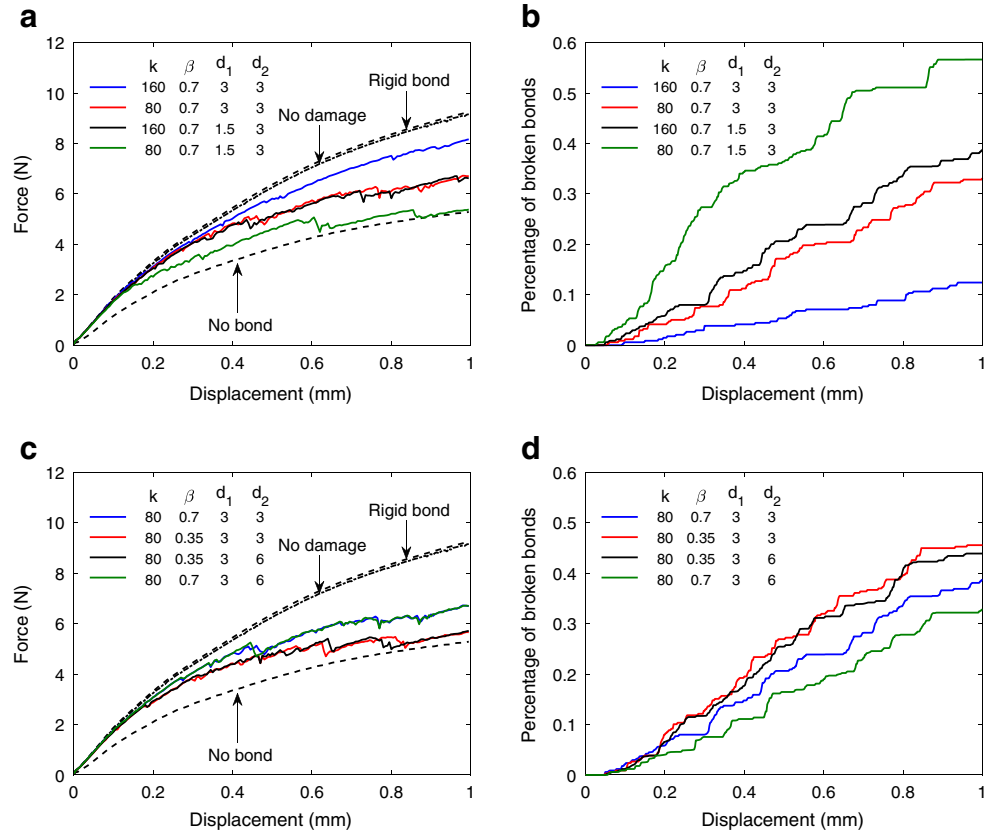 a
12
10
8
6
4
2
0
Force (N)
k β d1 d2
160 0.7 3 3
80 0.7 3 3
160 0.7 1.5 3
80 0.7 1.5 3
Rigid bond
No damage
No bond
0 0.2 0.4 0.6 0.8 1
Displacement (mm)
b
0.6
0.5
0.4
0.3
0.2
0.1
0
Percentage of broken bonds
k β d1 d2
160 0.7 3 3
80 0.7 3 3
160 0.7 1.5 3
80 0.7 1.5 3
0 0.2 0.4 0.6 0.8 1
Displacement (mm)
c
12
10
8
6
4
2
0
Force (N)
k β d1 d2
80 0.7 3 3
80 0.35 3 3
80 0.35 3 6
80 0.7 3 6
Rigid bond
No damage
No bond
0 0.2 0.4 0.6 0.8 1
Displacement (mm)
d
0.6
0.5
0.4
0.3
0.2
0.1
0
Percentage of broken bonds
k β d1 d2
80 0.7 3 3
80 0.35 3 3
80 0.35 3 6
80 0.7 3 6
0 0.2 0.4 0.6 0.8 1
Displacement (mm)